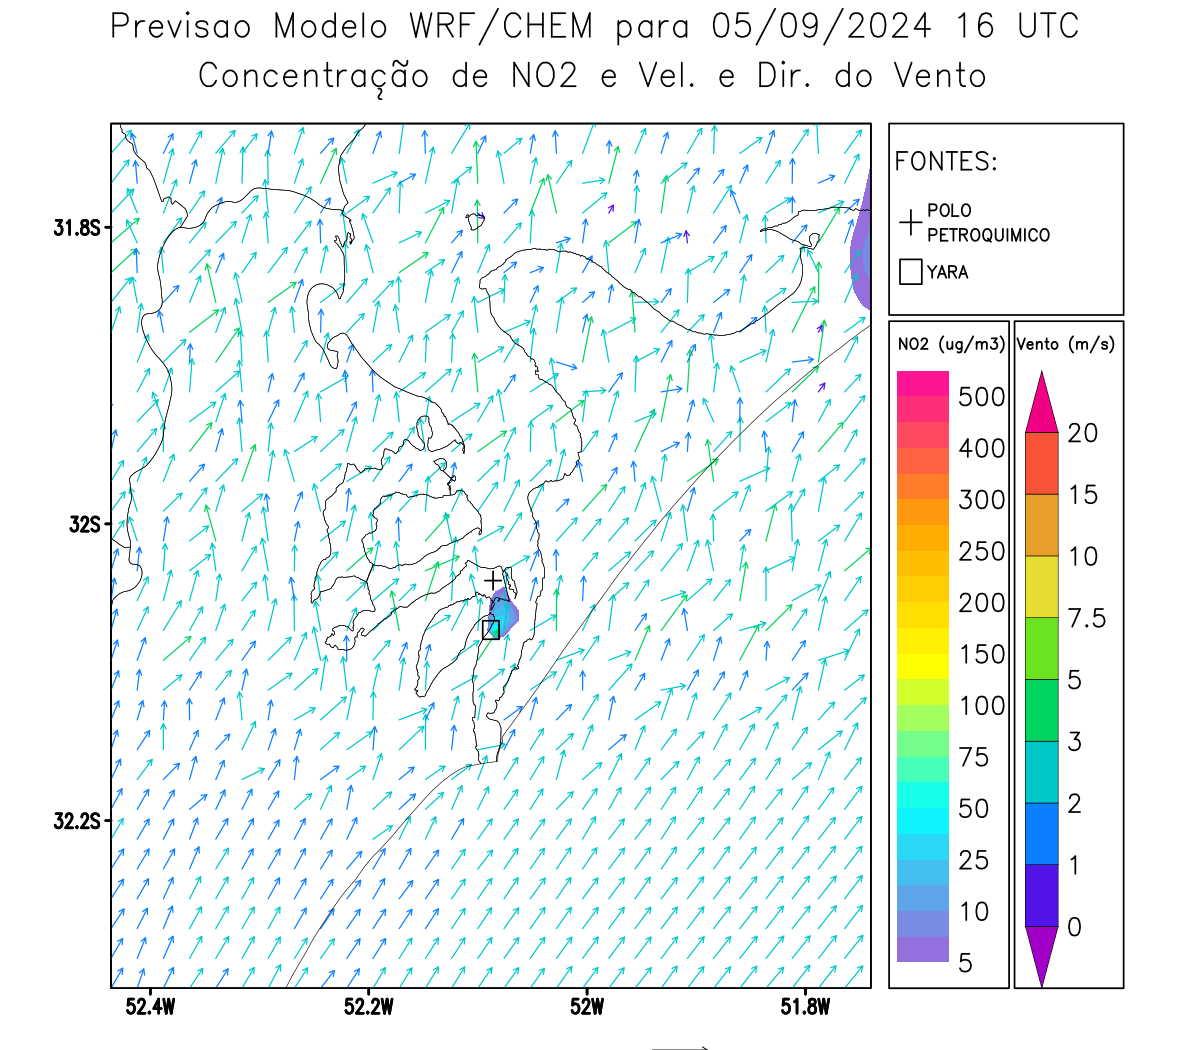 Previsao Modelo WRF/CHEM para 05/09/2024 16 UTC
Concentração de NO2 e Vel. e Dir. do Vento
FONTES:
POLO
PETROQUIMICO
YARA
31.8S
32S
32.2S
52.4W
52.2W
52W
51.8W
NO2 (ug/m3)
500
400
300
250
200
150
100
75
50
25
10
5
Vento (m/s)
20
15
10
7.5
5
3
2
1
0